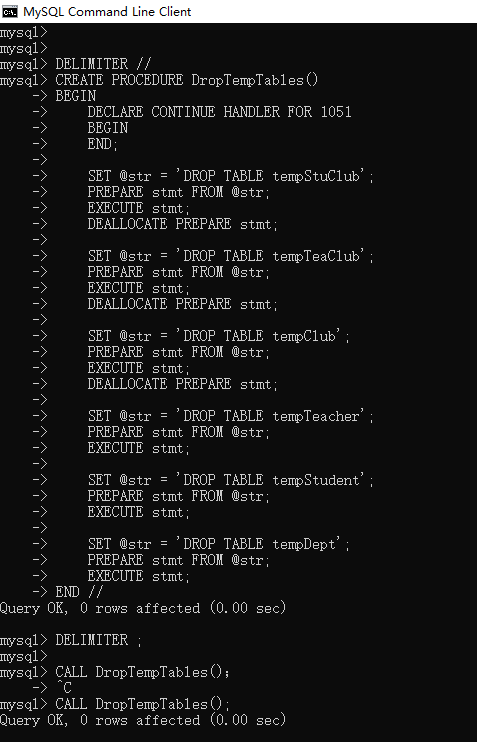 MySQL Command Line Client
mysql>
mysql>
mysql> DELIMITER //
mysql> CREATE PROCEDURE DropTempTables()
    -> BEGIN
    ->     DECLARE CONTINUE HANDLER FOR 1051
    ->     BEGIN
    ->     END;
    ->
    ->     SET @str = 'DROP TABLE tempStuClub';
    ->     PREPARE stmt FROM @str;
    ->     EXECUTE stmt;
    ->     DEALLOCATE PREPARE stmt;
    ->
    ->     SET @str = 'DROP TABLE tempTeaClub';
    ->     PREPARE stmt FROM @str;
    ->     EXECUTE stmt;
    ->     DEALLOCATE PREPARE stmt;
    ->
    ->     SET @str = 'DROP TABLE tempClub';
    ->     PREPARE stmt FROM @str;
    ->     EXECUTE stmt;
    ->     DEALLOCATE PREPARE stmt;
    ->
    ->     SET @str = 'DROP TABLE tempTeacher';
    ->     PREPARE stmt FROM @str;
    ->     EXECUTE stmt;
    ->
    ->     SET @str = 'DROP TABLE tempStudent';
    ->     PREPARE stmt FROM @str;
    ->     EXECUTE stmt;
    ->
    ->     SET @str = 'DROP TABLE tempDept';
    ->     PREPARE stmt FROM @str;
    ->     EXECUTE stmt;
    -> END //
Query OK, 0 rows affected (0.00 sec)
mysql> DELIMITER ;
mysql>
mysql> CALL DropTempTables()；
    -> ^C
mysql> CALL DropTempTables();
Query OK, 0 rows affected (0.00 sec)